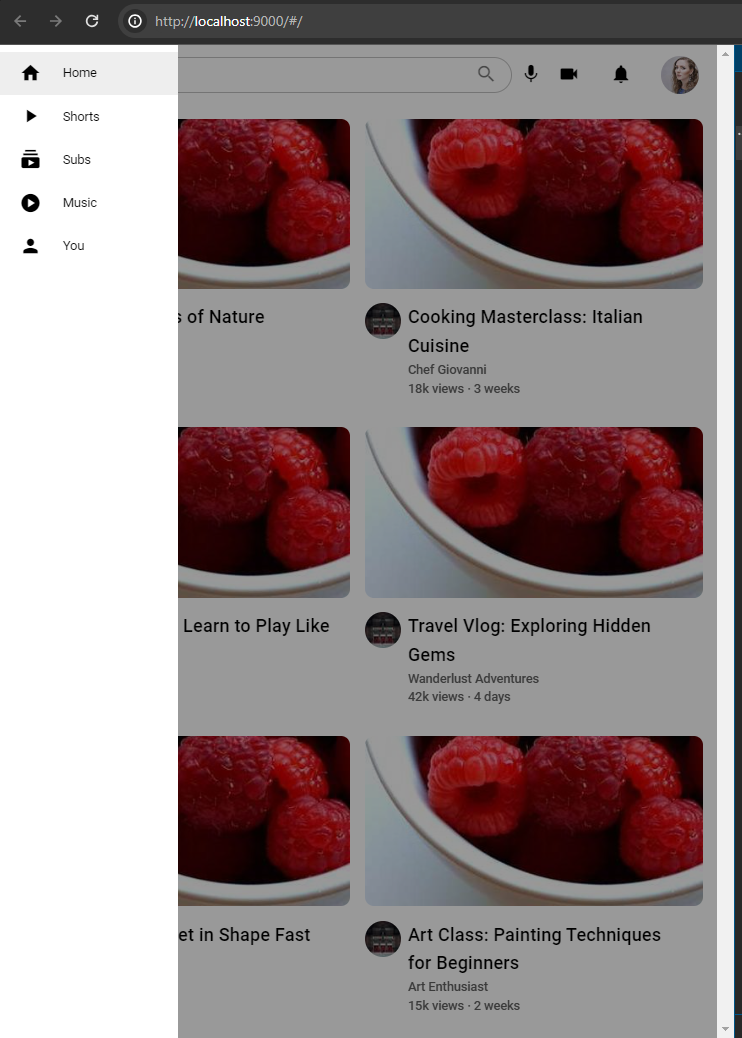 http://localhost:9000/#/
Home
Shorts
Subs
Music
You
s of Nature
Cooking Masterclass: Italian
Cuisine
Chef Giovanni
18k views · 3 weeks
Learn to Play Like
Travel Vlog: Exploring Hidden
Gems
Wanderlust Adventures
42k views · 4 days
et in Shape Fast
Art Class: Painting Techniques
for Beginners
Art Enthusiast
15k views · 2 weeks